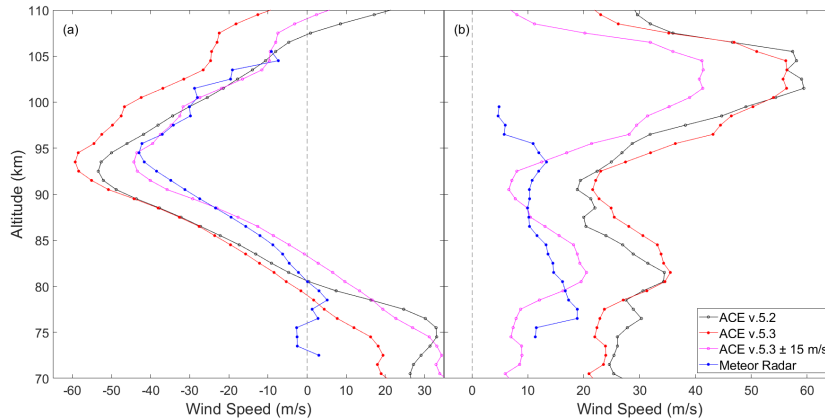 110
105
100
95
90
85
80
75
70
Altitude (km)
(a)
-60 -50 -40 -30 -20 -10 0 10 20 30
Wind Speed (m/s)
(b)
0 10 20 30 40 50 60
Wind Speed (m/s)
ACE v.5.2
ACE v.5.3
ACE v.5.3 ± 15 m/s
Meteor Radar